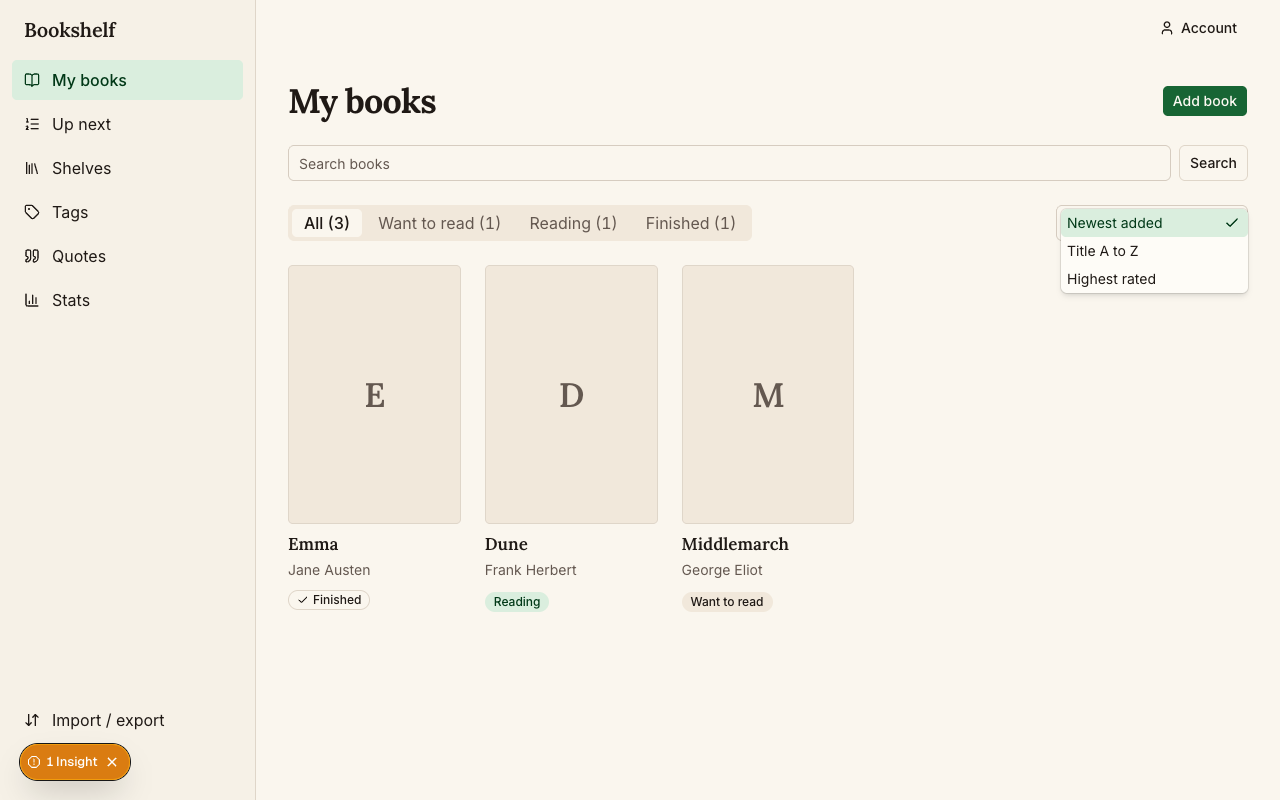 Bookshelf
My books
Up next
Shelves
Tags
Quotes
Stats
Import / export
1 Insight
Account
My books
Add book
Search books
Search
All (3)
Want to read (1)
Reading (1)
Finished (1)
Newest added
Title A to Z
Highest rated
E
Emma
Jane Austen
Finished
D
Dune
Frank Herbert
Reading
M
Middlemarch
George Eliot
Want to read